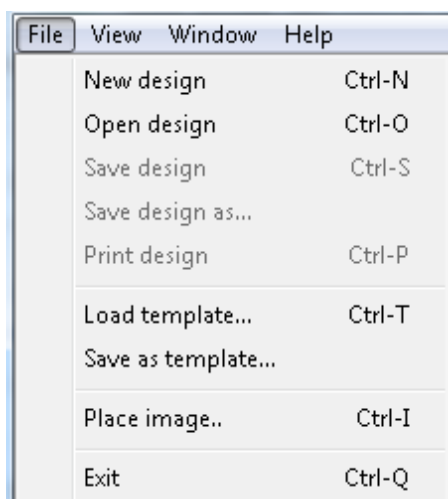 File View Window Help
New design Ctrl-N
Open design Ctrl-O
Save design Ctrl-S
Save design as...
Print design Ctrl-P
Load template... Ctrl-T
Save as template...
Place image.. Ctrl-I
Exit Ctrl-Q